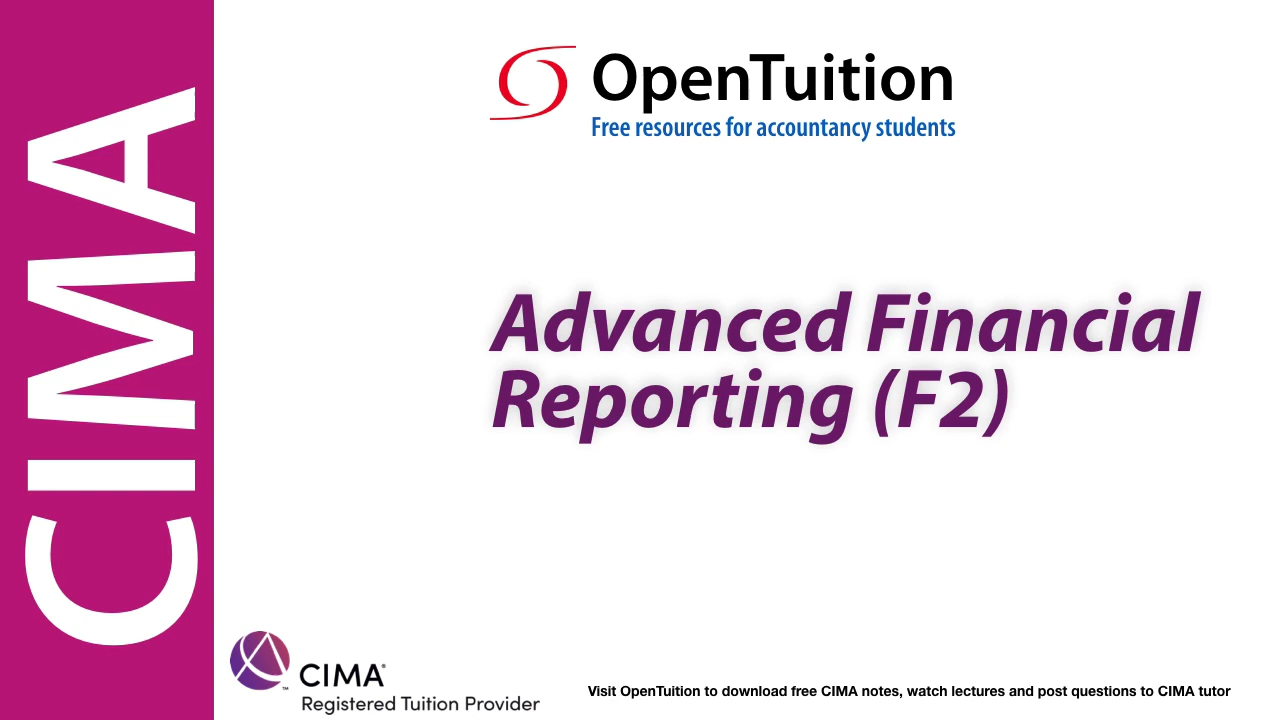 CIMA
OpenTuition
Free resources for accountancy students
Advanced Financial
Reporting (F2)
CIMA®
™
Registered Tuition Provider
Visit OpenTuition to download free CIMA notes, watch lectures and post questions to CIMA tutor